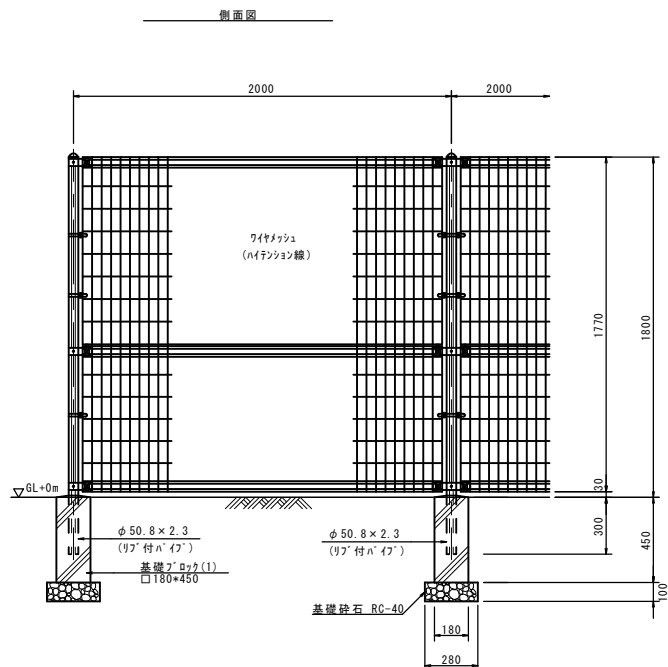 側面図
2000
2000
ワイヤメッシュ
(ハイテンション線)
1770
1800
GL+0m
30
φ50.8×2.3
(リブ付パイプ)
φ50.8×2.3
(リブ付パイプ)
300
450
基礎ブロック(1)
□180*450
100
基礎砕石 RC-40
180
280